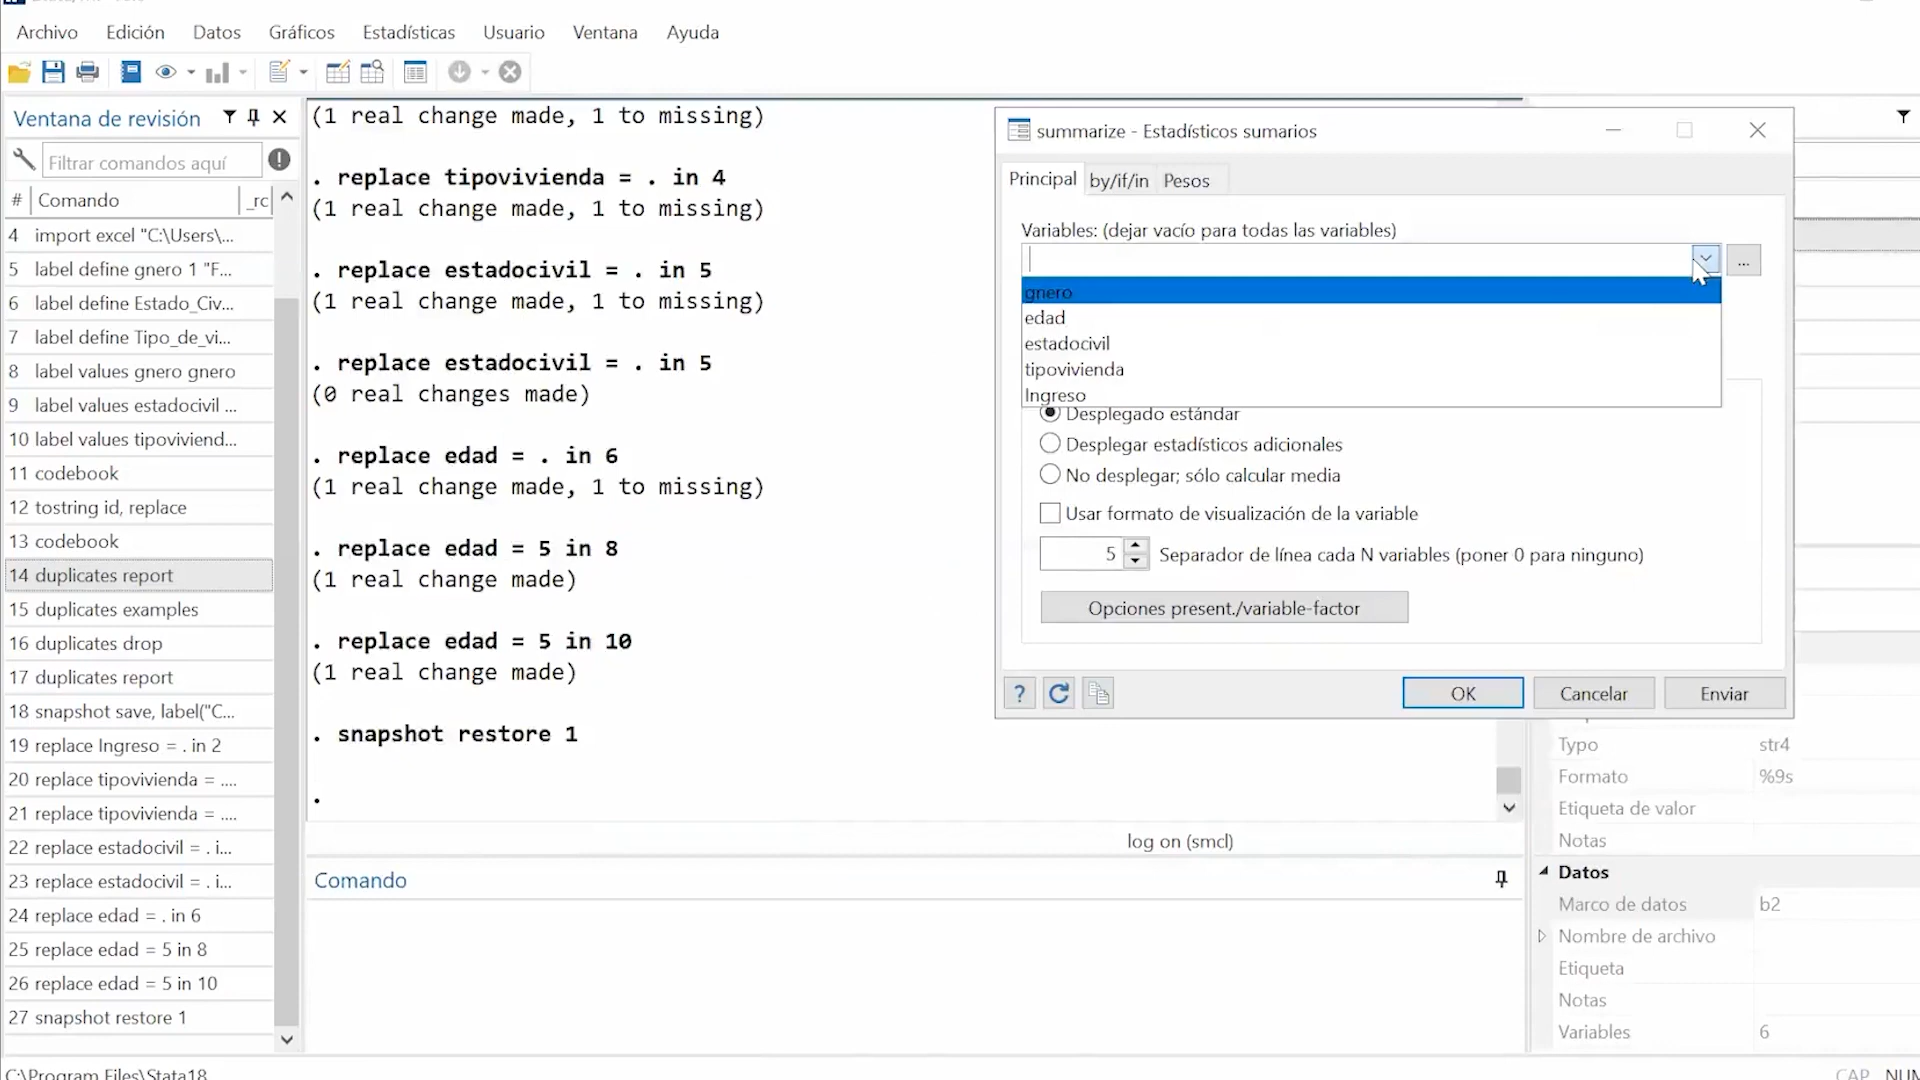 Archivo Edición Datos Gráficos Estadísticas Usuario Ventana Ayuda
Ventana de revisión
Filtrar comandos aquí
# Comando _rc
4 import excel "C:\Users\...
5 label define gnero 1 "F...
6 label define Estado_Civ...
7 label define Tipo_de_vi...
8 label values gnero gnero
9 label values estadocivil ...
10 label values tipoviviend...
11 codebook
12 tostring id, replace
13 codebook
14 duplicates report
15 duplicates examples
16 duplicates drop
17 duplicates report
18 snapshot save, label("C...
19 replace Ingreso = . in 2
20 replace tipovivienda = ....
21 replace tipovivienda = ....
22 replace estadocivil = . i...
23 replace estadocivil = . i...
24 replace edad = . in 6
25 replace edad = 5 in 8
26 replace edad = 5 in 10
27 snapshot restore 1
(1 real change made, 1 to missing)
. replace tipovivienda = . in 4
(1 real change made, 1 to missing)
. replace estadocivil = . in 5
(1 real change made, 1 to missing)
. replace estadocivil = . in 5
(0 real changes made)
. replace edad = . in 6
(1 real change made, 1 to missing)
. replace edad = 5 in 8
(1 real change made)
. replace edad = 5 in 10
(1 real change made)
. snapshot restore 1
.
log on (smcl)
Comando
summarize - Estadísticos sumarios
Principal by/if/in Pesos
Variables: (dejar vacío para todas las variables)
...
gnero
edad
estadocivil
tipovivienda
Ingreso
Desplegado estándar
Desplegar estadísticos adicionales
No desplegar; sólo calcular media
Usar formato de visualización de la variable
5 Separador de línea cada N variables (poner 0 para ninguno)
Opciones present./variable-factor
? OK Cancelar Enviar
Typo str4
Formato %9s
Etiqueta de valor
Notas
Datos
Marco de datos b2
Nombre de archivo
Etiqueta
Notas
Variables 6
C:\Program Files\Stata18
CAP NUM